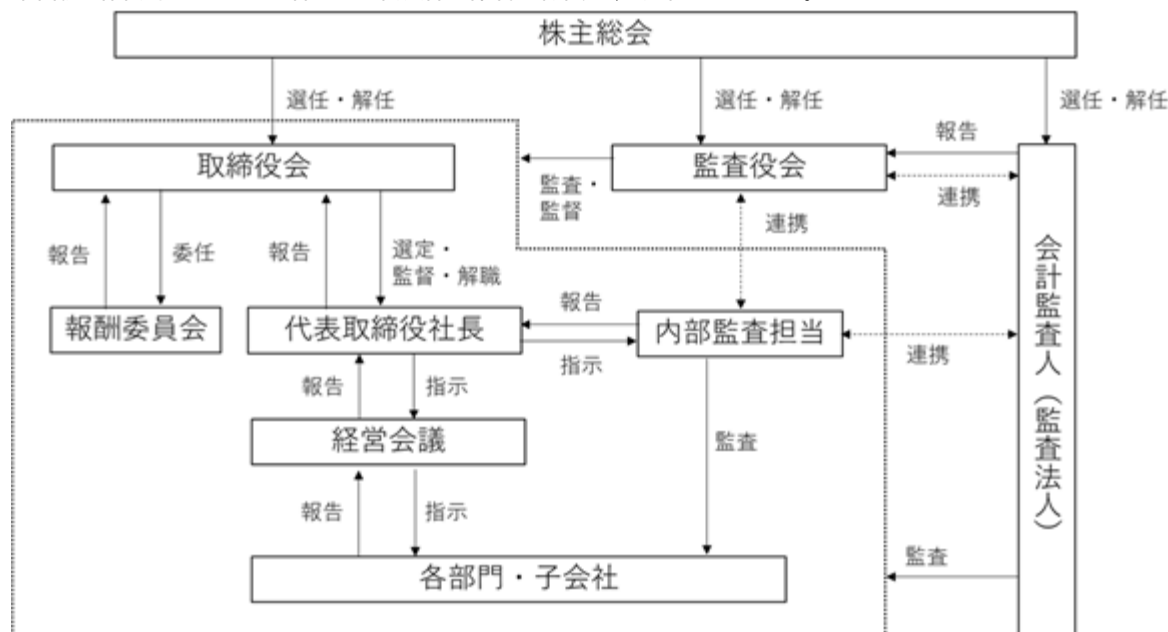 株主総会
選任・解任
選任・解任
選任・解任
取締役会
監査役会
報告
連携
監査・
監督
連携
報告
委任
報告
選定・
監督・解職
報酬委員会
代表取締役社長
報告
指示
内部監査担当
連携
会計監査人（監査法人）
報告
指示
経営会議
監査
報告
指示
各部門・子会社
監査